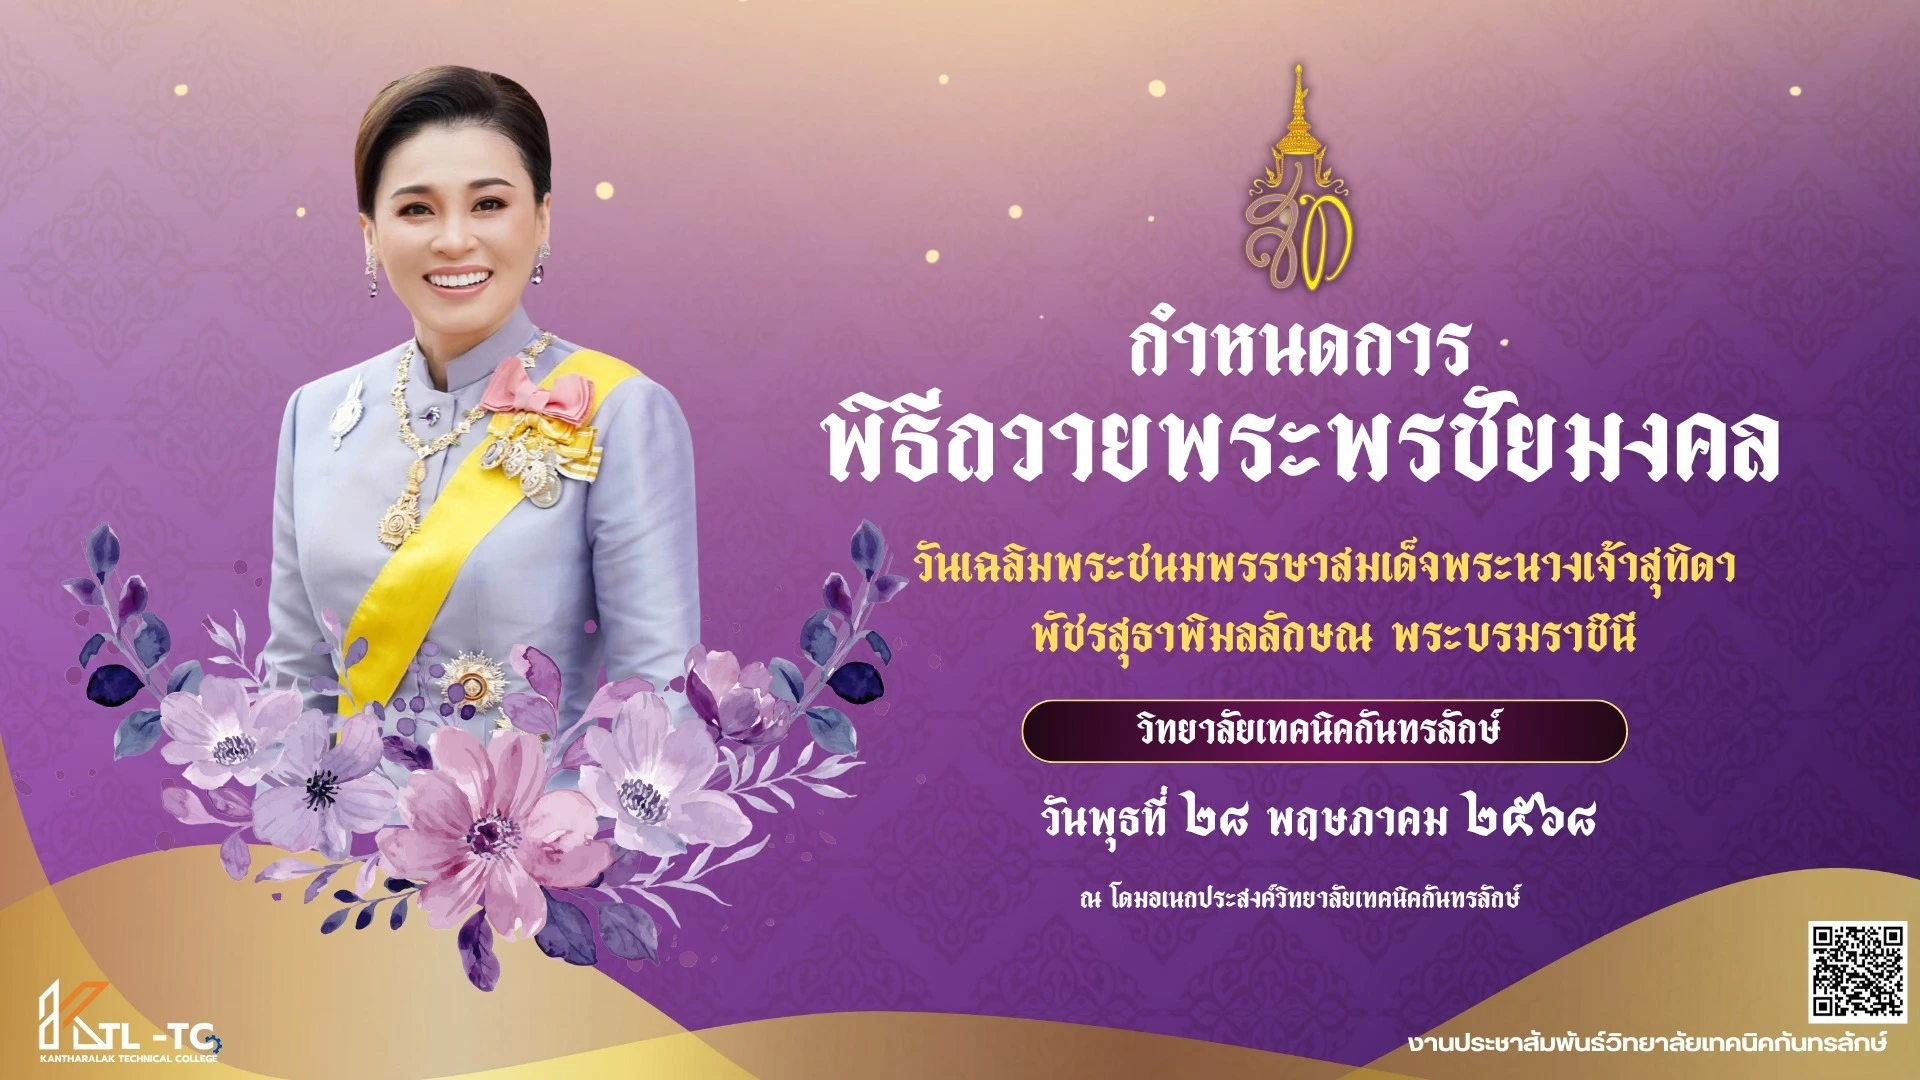 สท
กำหนดการ
พิธีถวายพระพรชัยมงคล
วันเฉลิมพระชนมพรรษาสมเด็จพระนางเจ้าสุทิดา
พัชรสุธาพิมลลักษณ พระบรมราชินี
วิทยาลัยเทคนิคกันทรลักษ์
วันพุธที่ ๒๘ พฤษภาคม ๒๕๖๘
ณ โดมอเนกประสงค์วิทยาลัยเทคนิคกันทรลักษ์
KTL -TC
KANTHARALAK TECHNICAL COLLEGE
งานประชาสัมพันธ์วิทยาลัยเทคนิคกันทรลักษ์